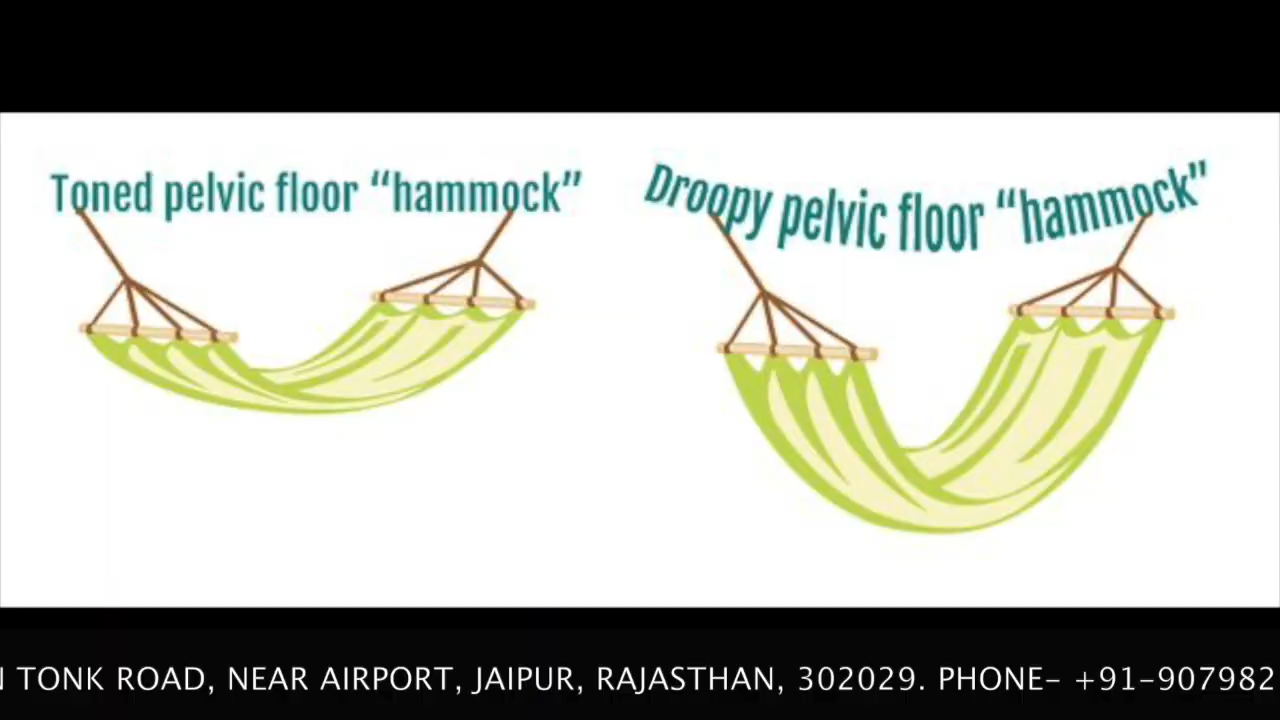 Toned pelvic floor “hammock”
Droopy pelvic floor “hammock”
TONK ROAD, NEAR AIRPORT, JAIPUR, RAJASTHAN, 302029. PHONE- +91-907982